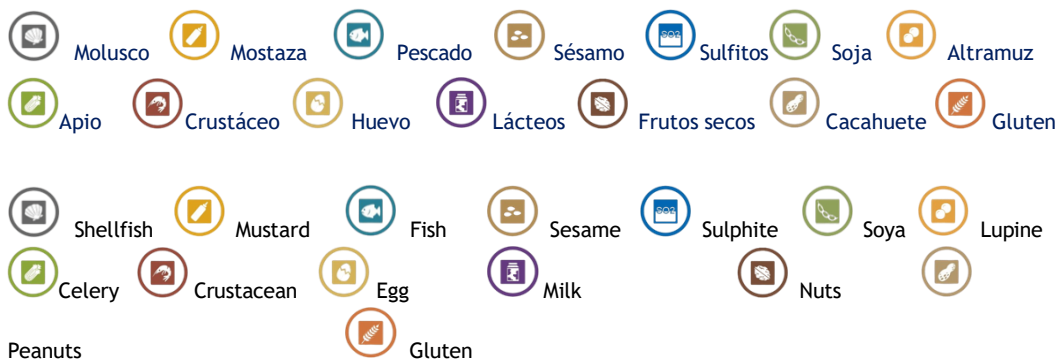 Molusco Mostaza Pescado Sésamo Sulfitos Soja Altramuz
Apio Crustáceo Huevo Lácteos Frutos secos Cacahuete Gluten
Shellfish Mustard Fish Sesame SO2 Sulphite Soya Lupine
Celery Crustacean Egg Milk Nuts
Peanuts Gluten